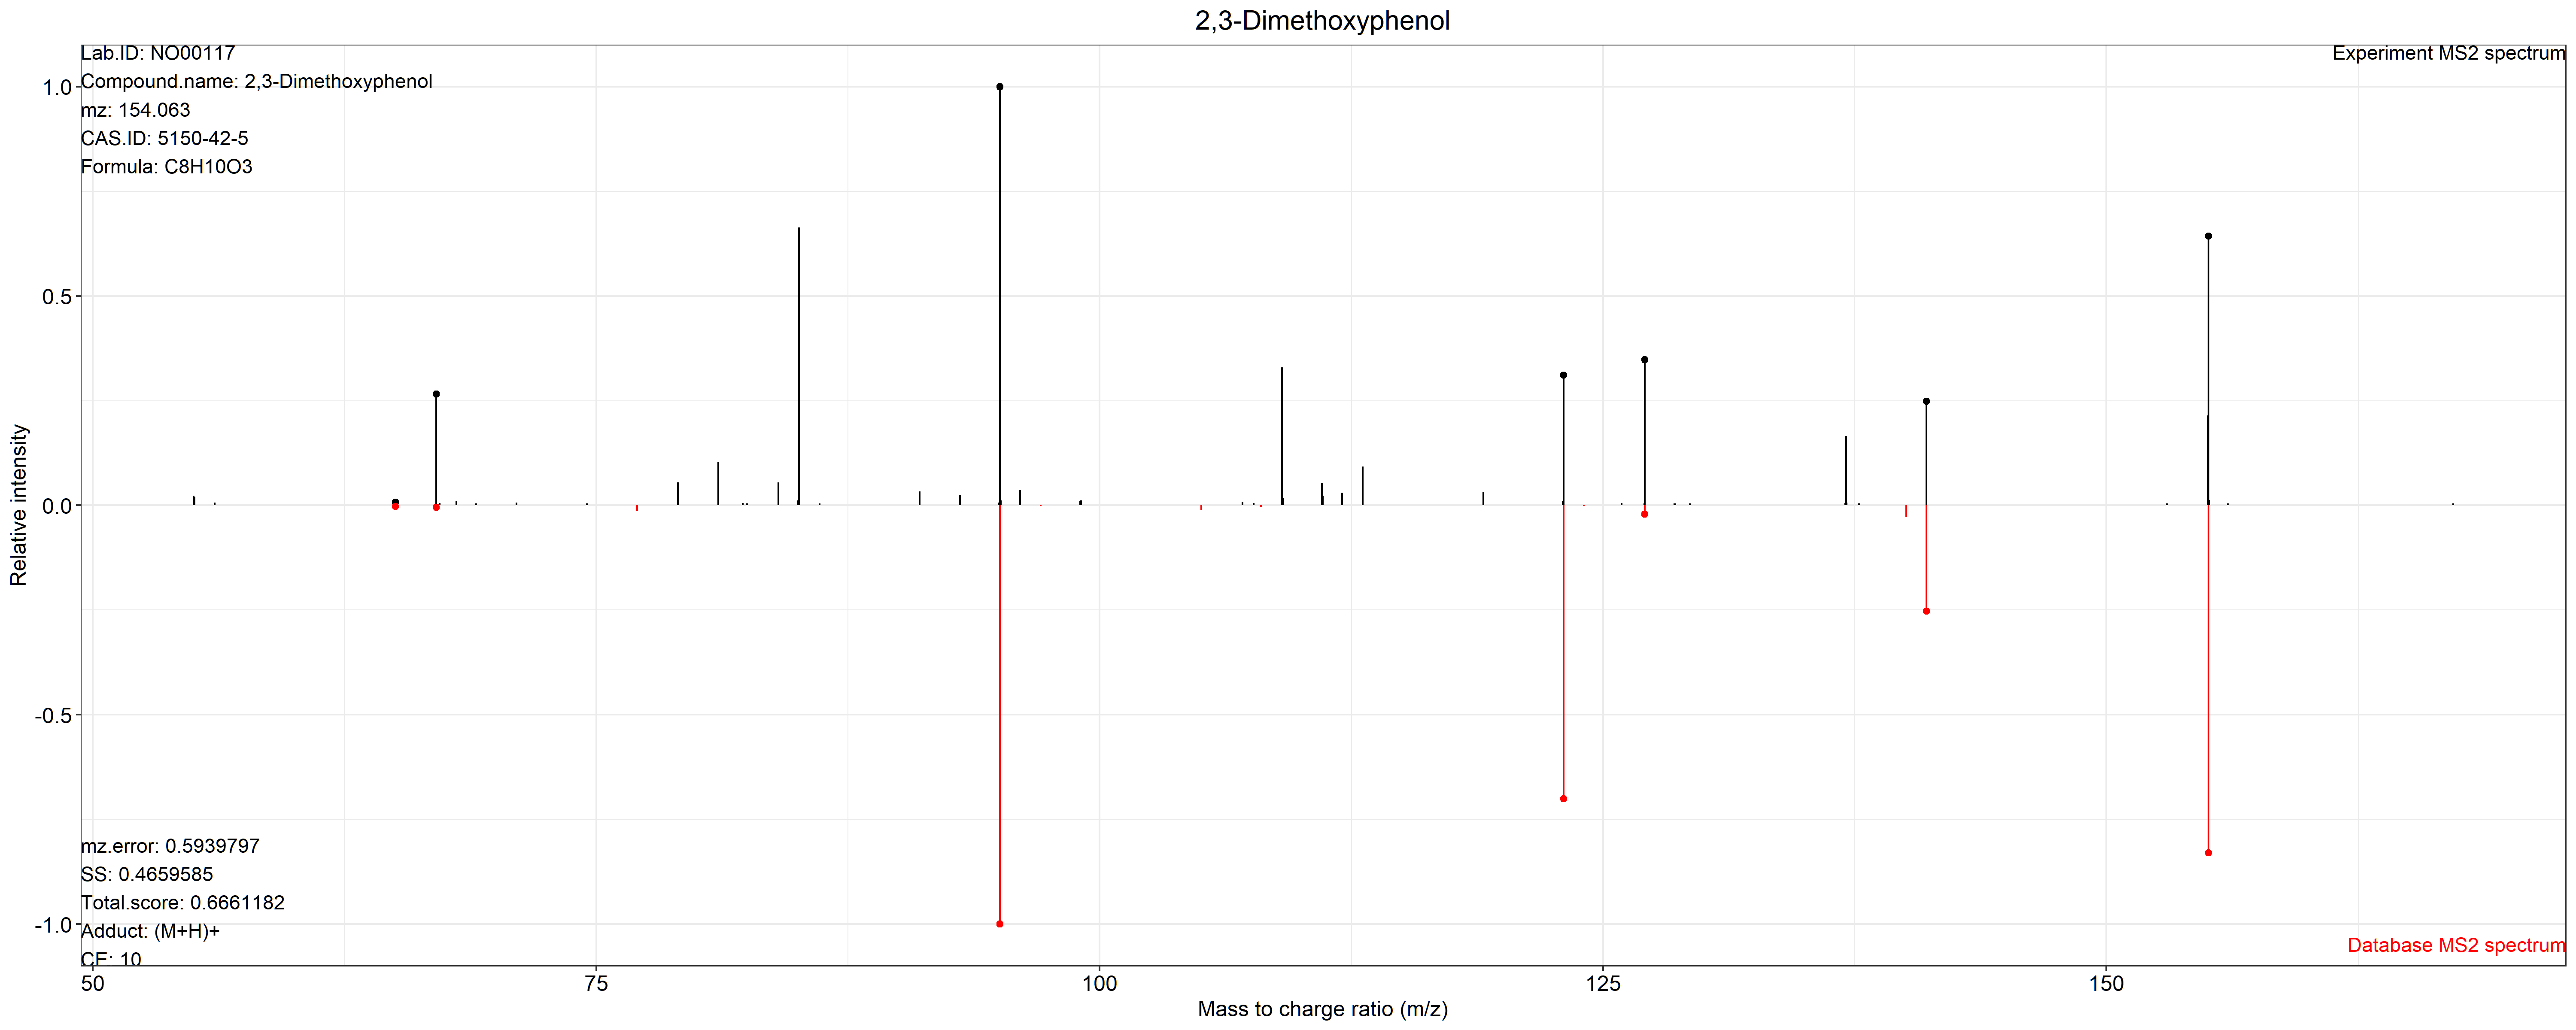 2,3-Dimethoxyphenol
Lab.ID: NO00117
Experiment MS2 spectrum
Compound.name: 2,3-Dimethoxyphenol
mz: 154.063
CAS.ID: 5150-42-5
Formula: C8H10O3
1.0
0.5
0.0
-0.5
-1.0
Relative intensity
mz.error: 0.5939797
SS: 0.4659585
Total.score: 0.6661182
Adduct: (M+H)+
Database MS2 spectrum
CE: 10
50 75 100 125 150
Mass to charge ratio (m/z)